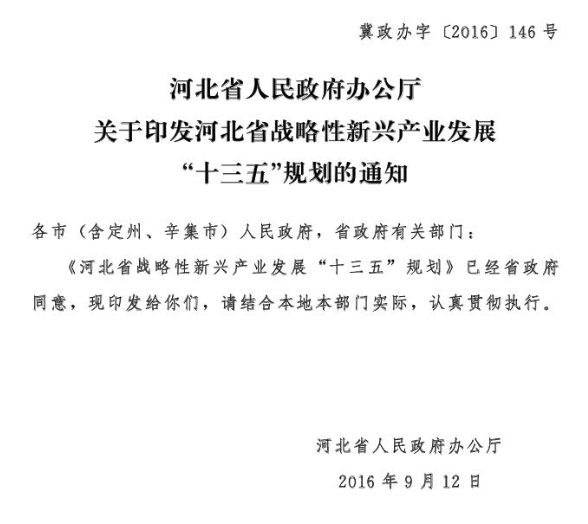 冀政办字〔2016〕146 号
河北省人民政府办公厅
关于印发河北省战略性新兴产业发展
“十三五”规划的通知
各市（含定州、辛集市）人民政府，省政府有关部门：
《河北省战略性新兴产业发展“十三五”规划》已经省政府
同意，现印发给你们，请结合本地本部门实际，认真贯彻执行。
河北省人民政府办公厅
2016 年 9 月 12 日